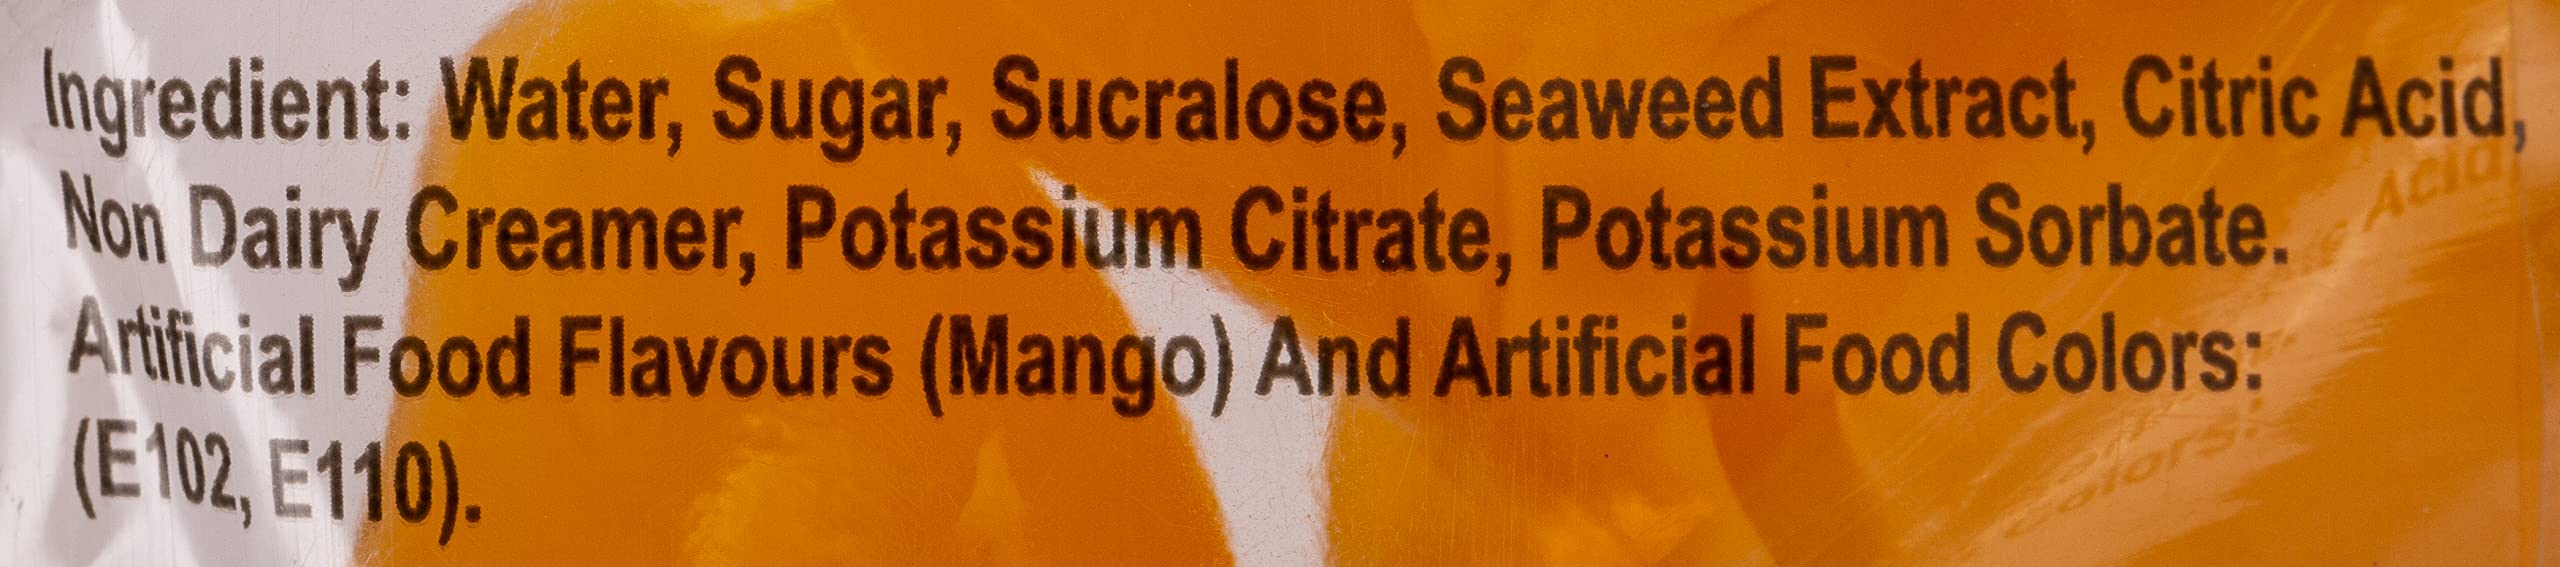 Ingredient: Water, Sugar, Sucralose, Seaweed Extract, Citric Acid,
Non Dairy Creamer, Potassium Citrate, Potassium Sorbate.
Artificial Food Flavours (Mango) And Artificial Food Colors:
(E102, E110).